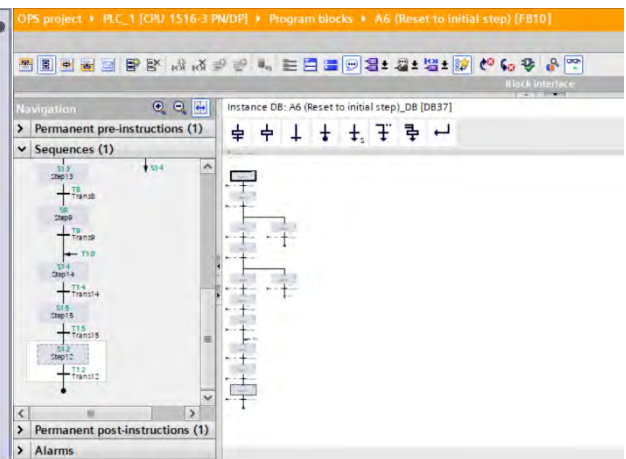 OPS project ▸ PLC_1 [CPU 1516-3 PN/DP] ▸ Program blocks ▸ A6 (Reset to initial step) [FB10]
Block interface
Navigation
Instance DB: A6 (Reset to initial step)_DB [DB37]
Permanent pre-instructions (1)
Sequences (1)
S13
S14
Step13
T8
Trans8
S9
Step9
T9
Trans9
T10
S14
Step14
T14
Trans14
S15
Step15
T15
Trans15
S12
Step12
T12
Trans12
Permanent post-instructions (1)
Alarms